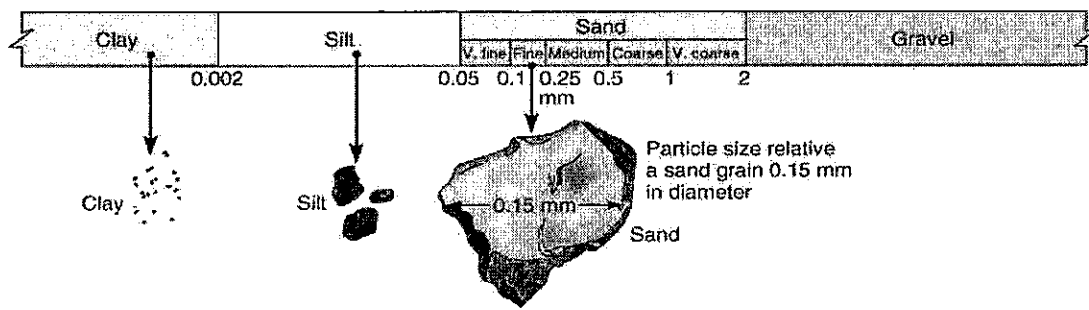 Clay
Silt
Sand
Gravel
V. fine
Fine
Medium
Coarse
V. coarse
0.002
0.05
0.1
0.25
0.5
1
2
mm
Clay
Silt
0.15 mm
Sand
Particle size relative
a sand grain 0.15 mm
in diameter